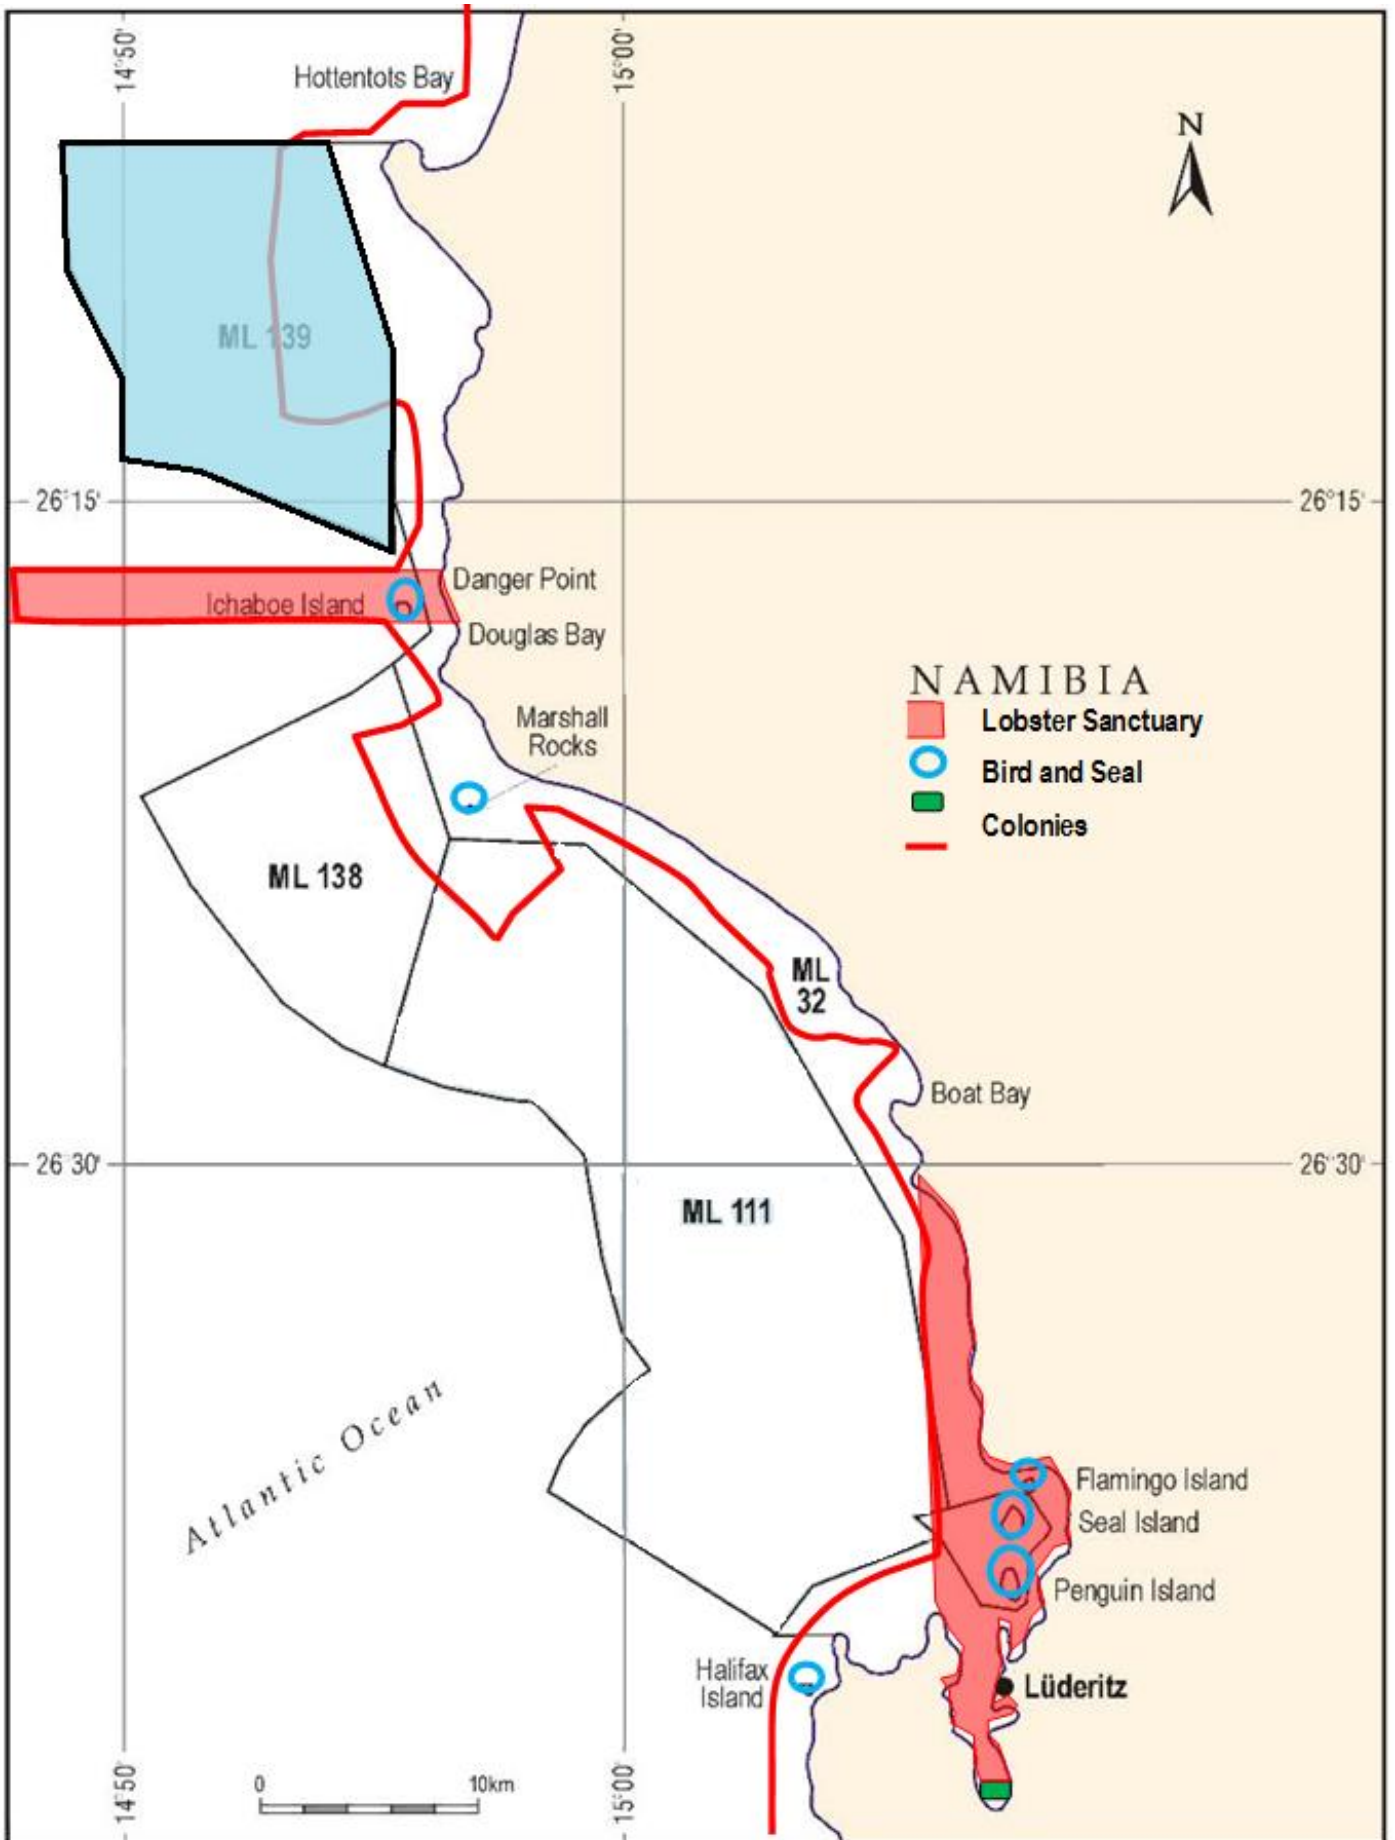 14°50'
15°00'
Hottentots Bay
N
ML 139
26°15'
26°15'
Danger Point
Ichaboe Island
Douglas Bay
NAMIBIA
Lobster Sanctuary
Marshall
Rocks
Bird and Seal
Colonies
ML 138
ML
32
Boat Bay
26°30'
26°30'
ML 111
Atlantic Ocean
Flamingo Island
Seal Island
Penguin Island
Halifax
Island
Lüderitz
0
10km
14°50'
15°00'